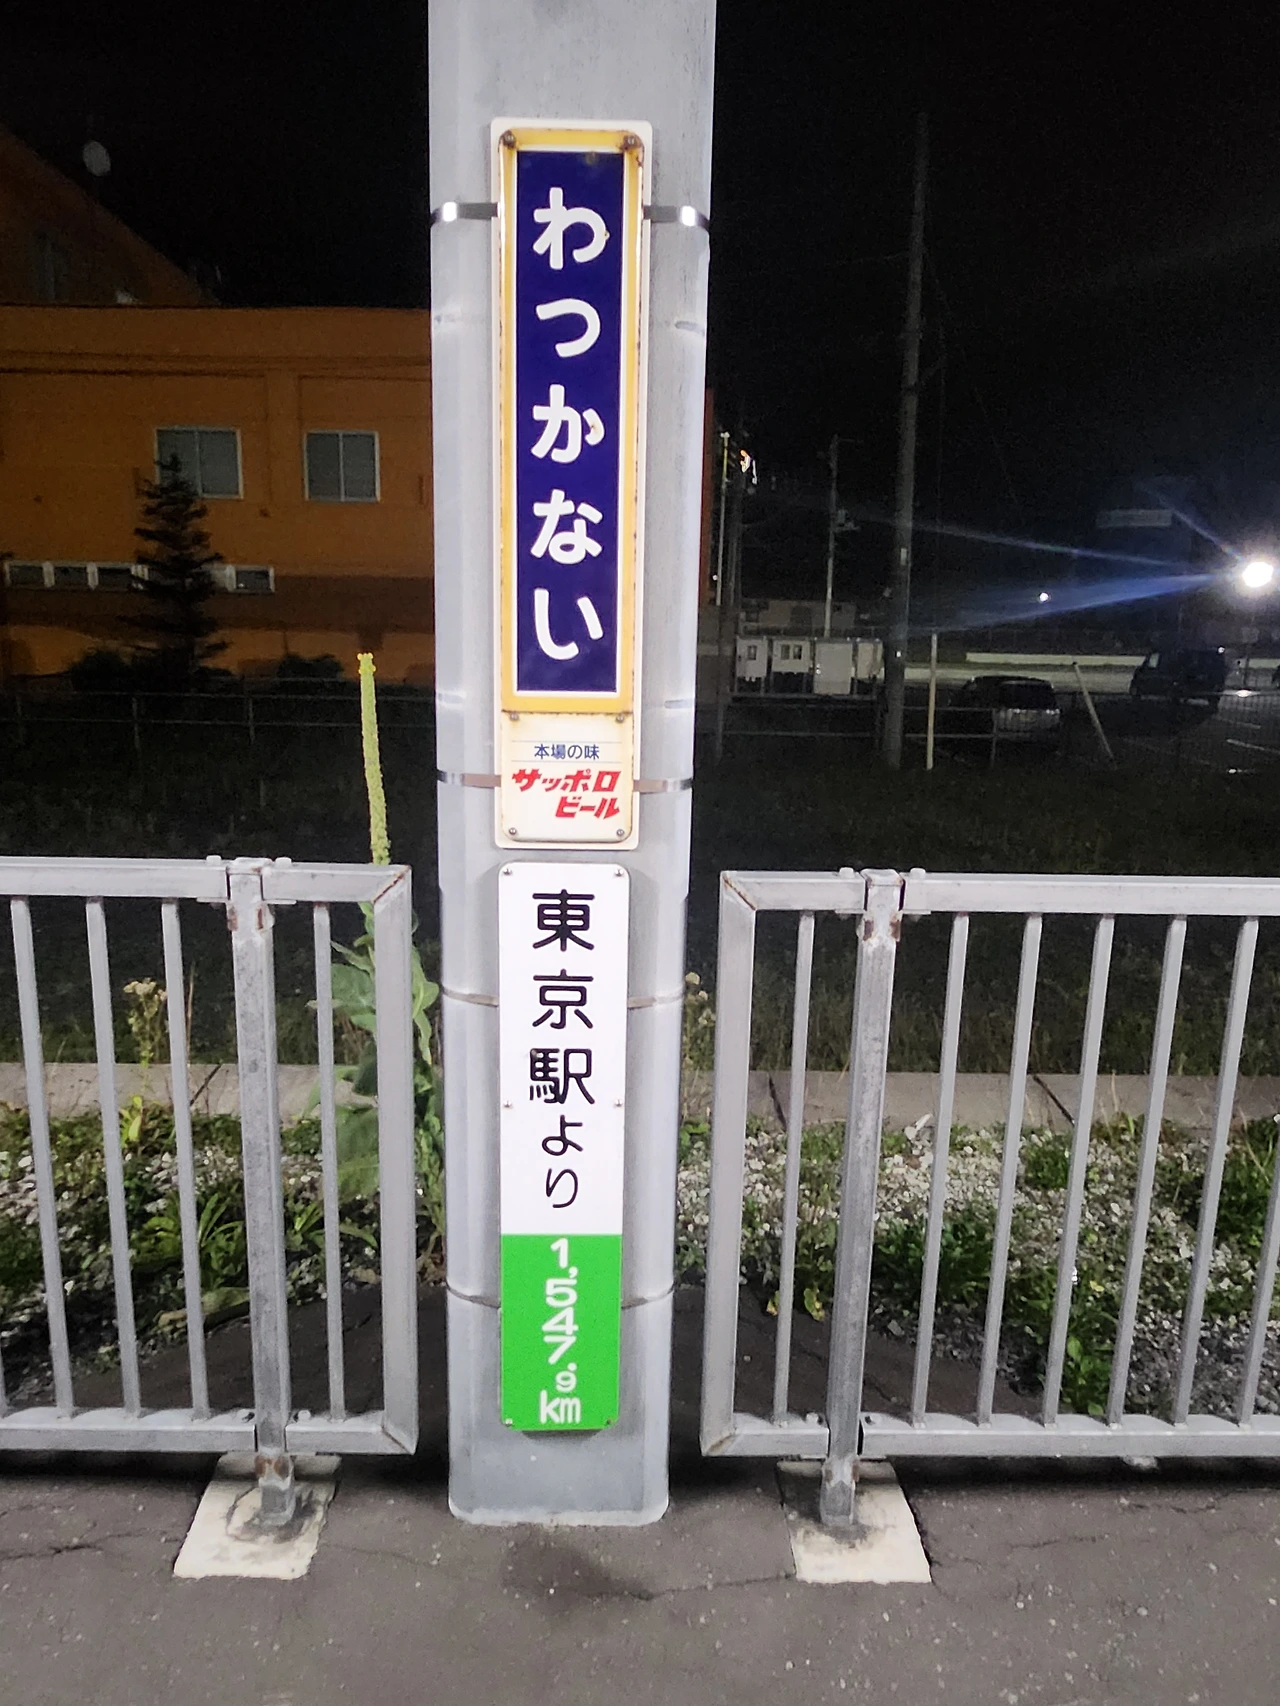 わっかない
本場の味
サッポロ
ビール
東京駅より
1,547.9
km